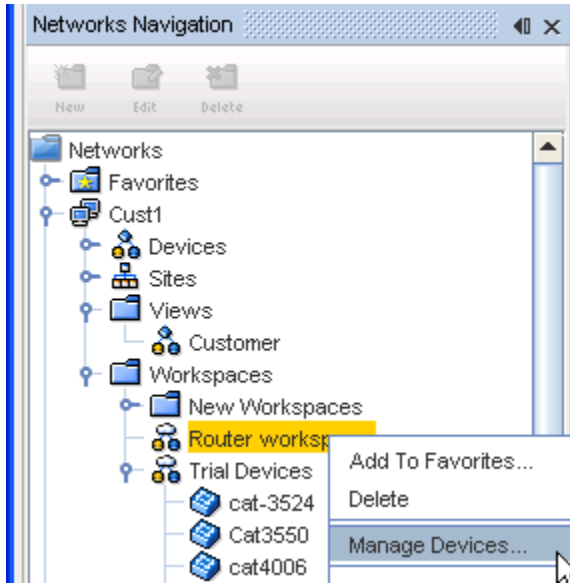 Networks Navigation
New Edit Delete
Networks
Favorites
Cust1
Devices
Sites
Views
Customer
Workspaces
New Workspaces
Router
Trial Devices
cat-3524
Cat3550
cat4006
Add To Favorites...
Delete
Manage Devices...